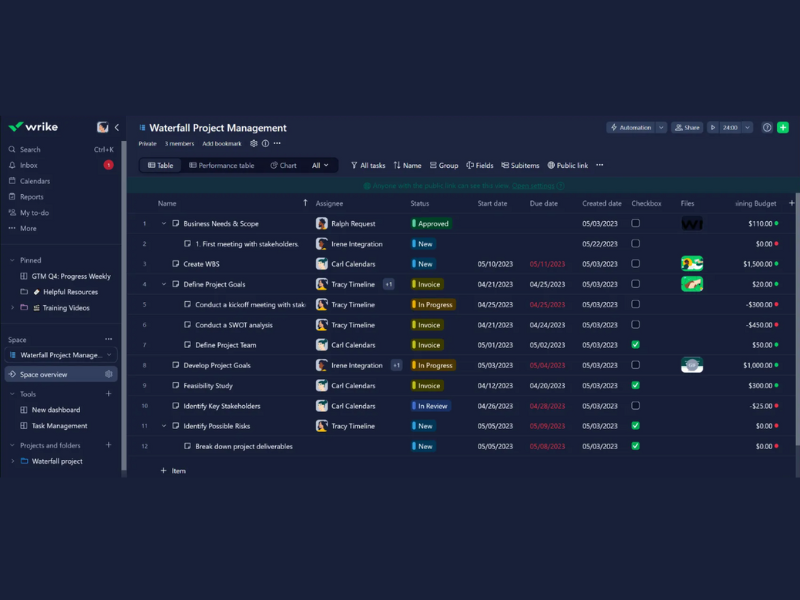 wrike
Search Ctrl+K
Inbox 1
Calendars
Reports
My to-do
More
Pinned
GTM Q4: Progress Weekly
Helpful Resources
Training Videos
Space
Waterfall Project Manage...
Space overview
Tools
New dashboard
Task Management
Projects and folders
Waterfall project
Waterfall Project Management
Automation Share 24:00
Private 3 members Add bookmark
Table Performance table Chart All All tasks Name Group Fields Subitems Public link
Anyone with the public link can see this view. Open settings
Name Assignee Status Start date Due date Created date Checkbox Files ining Budget
1 Business Needs & Scope Ralph Request Approved 05/03/2023 $110.00
2 1. First meeting with stakeholders. Irene Integration New 05/22/2023 $0.00
3 Create WBS Carl Calendars New 05/10/2023 05/11/2023 05/03/2023 $1,500.00
4 Define Project Goals Tracy Timeline +1 Invoice 04/21/2023 04/25/2023 05/03/2023 $20.00
5 Conduct a kickoff meeting with stak Tracy Timeline In Progress 04/25/2023 04/25/2023 05/03/2023 -$300.00
6 Conduct a SWOT analysis Tracy Timeline Invoice 04/21/2023 04/24/2023 05/03/2023 -$450.00
7 Define Project Team Carl Calendars Invoice 05/01/2023 05/02/2023 05/03/2023 $50.00
8 Develop Project Goals Irene Integration +1 In Progress 05/03/2023 05/04/2023 05/03/2023 $1,000.00
9 Feasibility Study Carl Calendars Invoice 04/12/2023 04/20/2023 05/03/2023 $300.00
10 Identify Key Stakeholders Carl Calendars In Review 04/26/2023 04/28/2023 05/03/2023 -$25.00
11 Identify Possible Risks Tracy Timeline New 05/05/2023 05/09/2023 05/03/2023 $0.00
12 Break down project deliverables New 05/05/2023 05/08/2023 05/03/2023 $0.00
+ Item